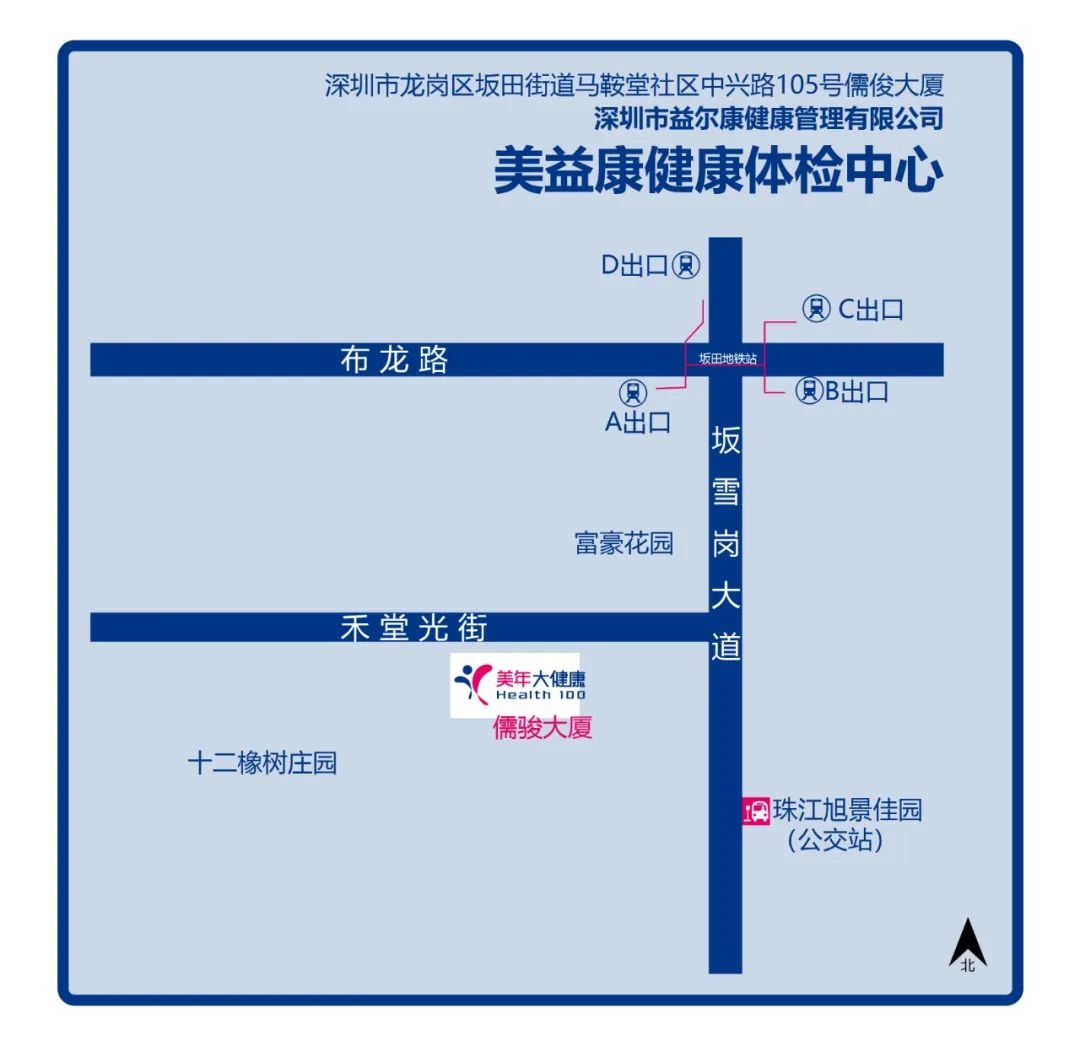 深圳市龙岗区坂田街道马鞍堂社区中兴路105号儒俊大厦
深圳市益尔康健康管理有限公司
美益康健康体检中心
D出口
C出口
布龙路
坂田地铁站
B出口
A出口
坂雪岗大道
富豪花园
禾堂光街
美年大健康
Health 100
儒骏大厦
十二橡树庄园
珠江旭景佳园
（公交站）
北